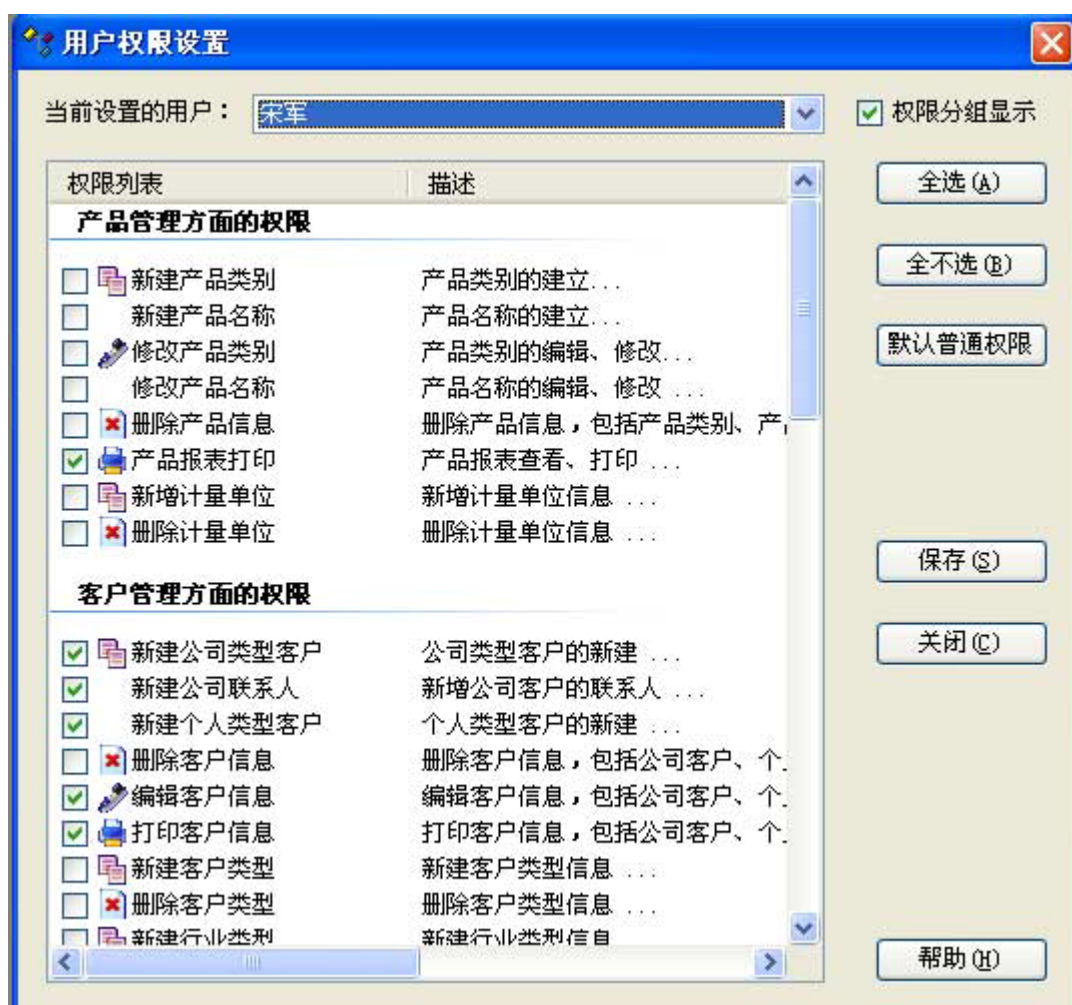 用户权限设置
当前设置的用户： 宋军 权限分组显示
权限列表 描述 全选(A)
产品管理方面的权限
新建产品类别 产品类别的建立... 全不选(B)
新建产品名称 产品名称的建立...
修改产品类别 产品类别的编辑、修改... 默认普通权限
修改产品名称 产品名称的编辑、修改 ...
删除产品信息 删除产品信息，包括产品类别、产
产品报表打印 产品报表查看、打印 ...
新增计量单位 新增计量单位信息 ...
删除计量单位 删除计量单位信息 ...
保存(S)
客户管理方面的权限
新建公司类型客户 公司类型客户的新建 ... 关闭(C)
新建公司联系人 新增公司客户的联系人 ...
新建个人类型客户 个人类型客户的新建 ...
删除客户信息 删除客户信息，包括公司客户、个
编辑客户信息 编辑客户信息，包括公司客户、个
打印客户信息 打印客户信息，包括公司客户、个
新建客户类型 新建客户类型信息 ...
删除客户类型 删除客户类型信息 ...
新建行业类型 新建行业类型信息
帮助(H)